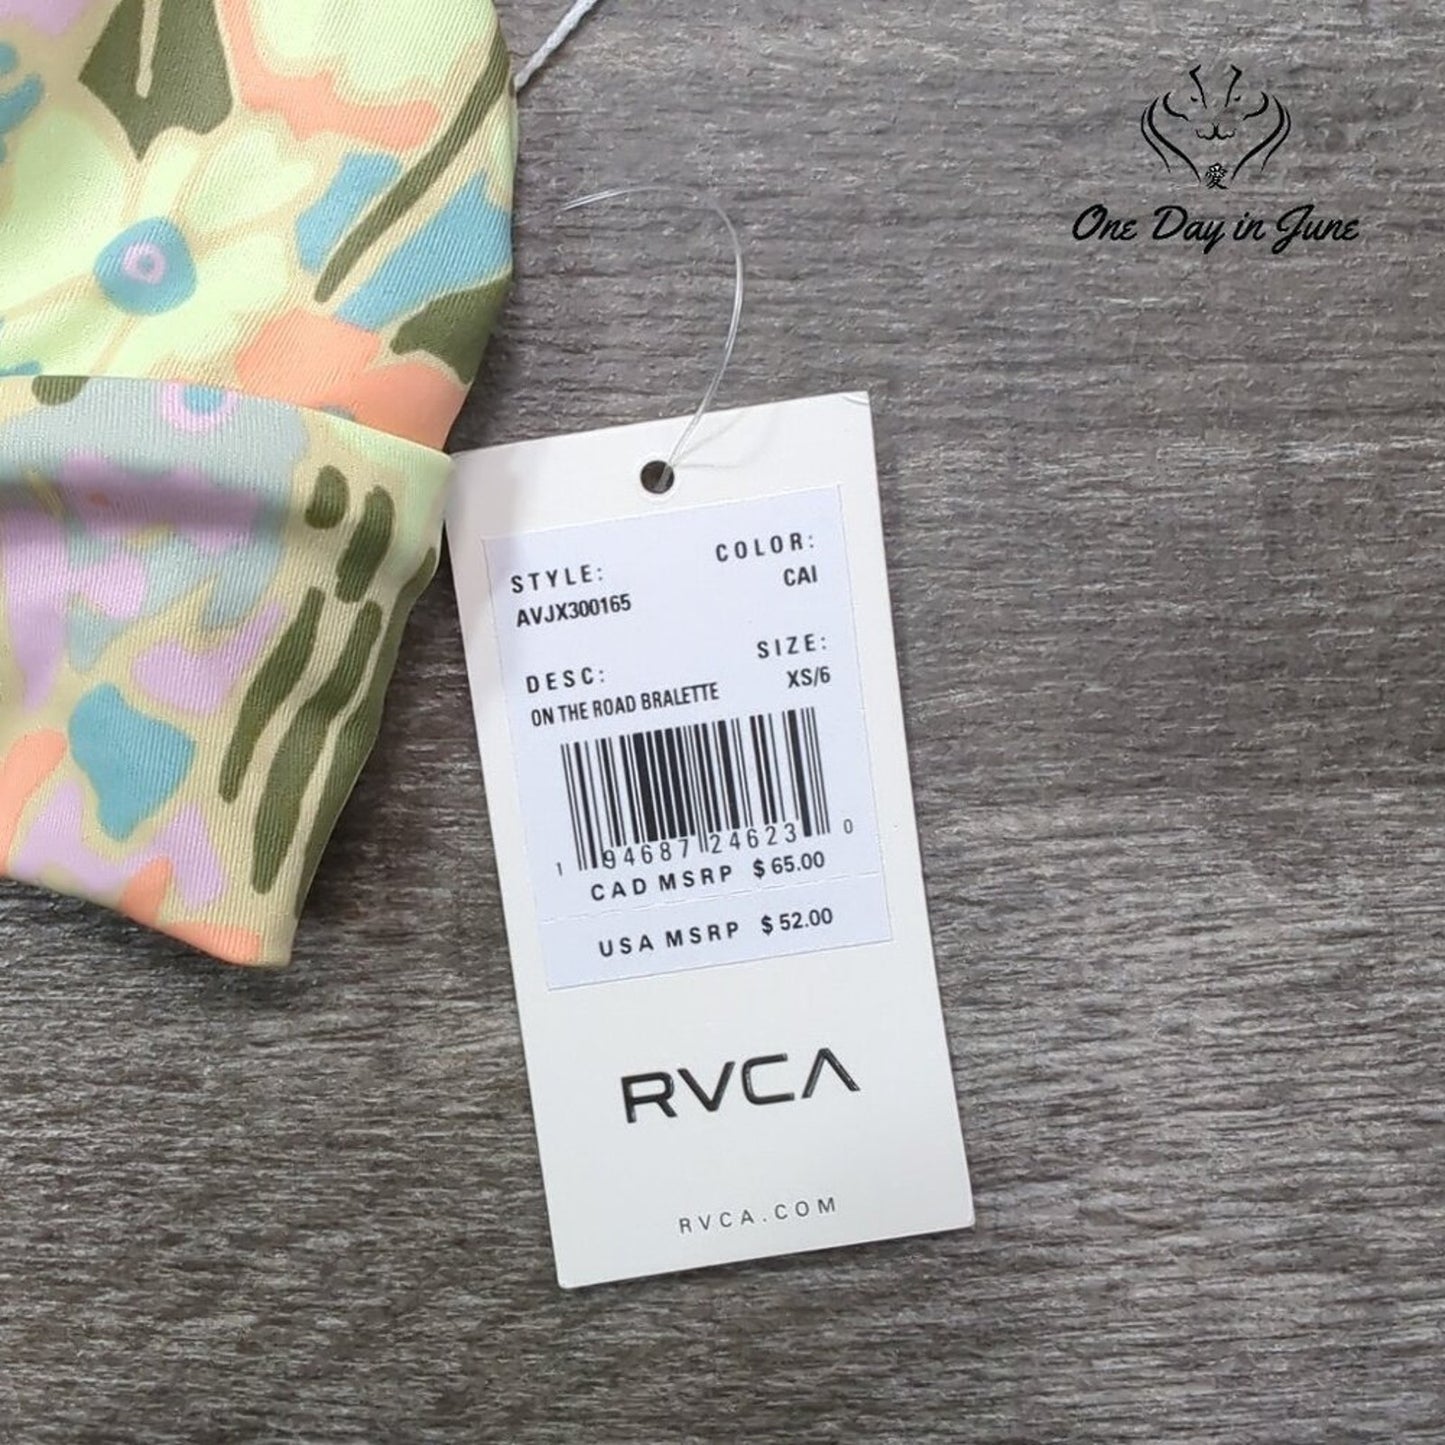 愛
One Day in June
STYLE:
AVJX300165
COLOR:
CAI
DESC:
ON THE ROAD BRALETTE
SIZE:
XS/6
1 94687 24623 0
CAD MSRP $ 65.00
USA MSRP $ 52.00
RVCA
RVCA.COM